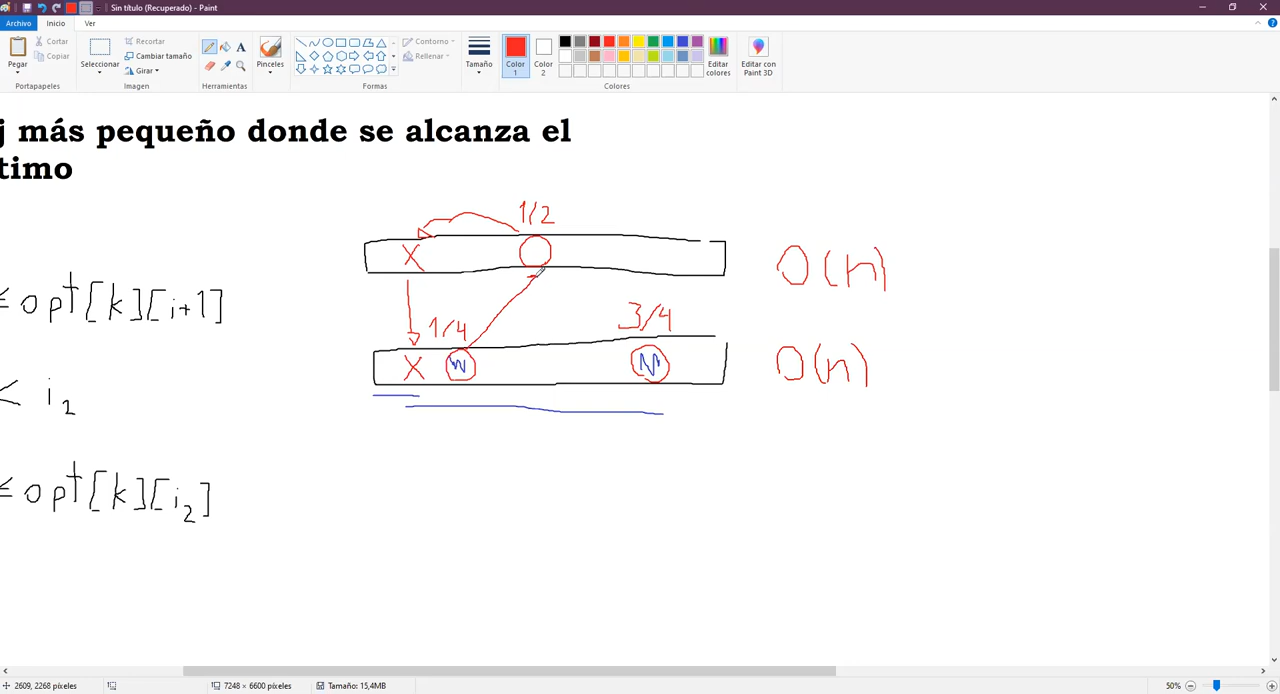 Sin título (Recuperado) - Paint
Archivo Inicio Ver
Pegar
Cortar
Copiar
Portapapeles
Seleccionar
Recortar
Cambiar tamaño
Girar
Imagen
A
Herramientas
Pinceles
Contorno
Rellenar
Formas
Tamaño
Color 1
Color 2
Editar colores
Colores
Editar con Paint 3D
j más pequeño donde se alcanza el
timo
1/2
X
O(n)
≤ opt[k][i+1]
1/4
3/4
X
O(n)
< i2
≤ opt[k][i2]
2609, 2268 píxeles
7248 × 6600 píxeles
Tamaño: 15,4MB
50%